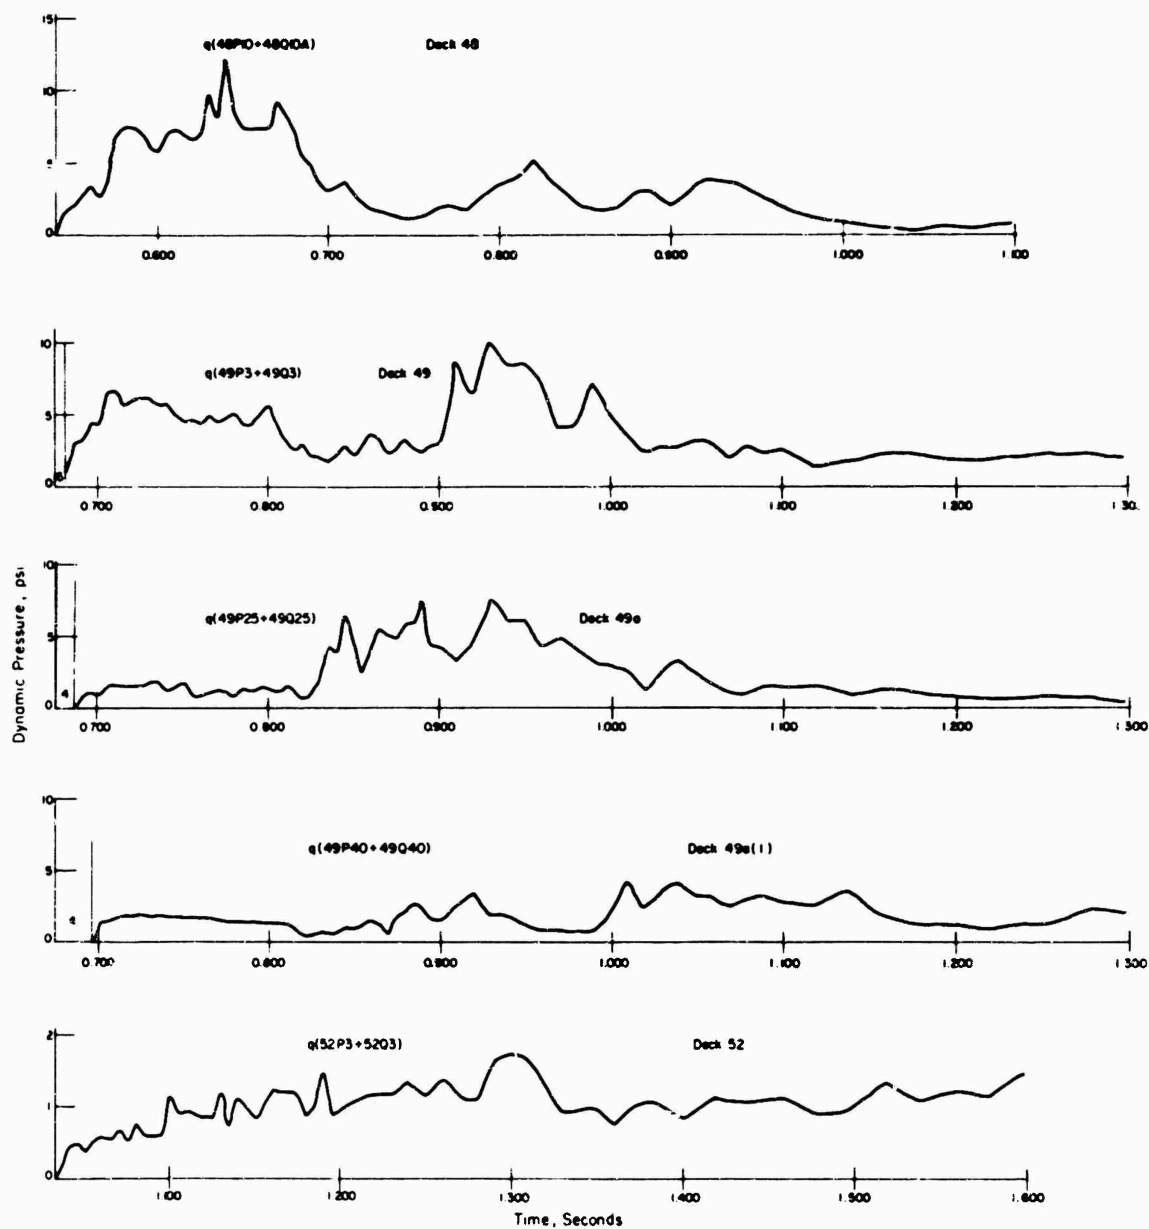 15
q(48P10+48Q10A) Deck 48
10
5
0
0.600 0.700 0.800 0.900 1.000 1.100
10
q(49P3+49Q3) Deck 49
5
0
0.700 0.800 0.900 1.000 1.100 1.200 1.30
10
q(49P25+49Q25) Deck 49a
5
4
0
0.700 0.800 0.900 1.000 1.100 1.200 1.300
Dynamic Pressure, psi
10
q(49P40+49Q40) Deck 49a(1)
5
0
0.700 0.800 0.900 1.000 1.100 1.200 1.300
2
q(52P3+52Q3) Deck 52
1
0
1.100 1.200 1.300 1.400 1.500 1.600
Time, Seconds